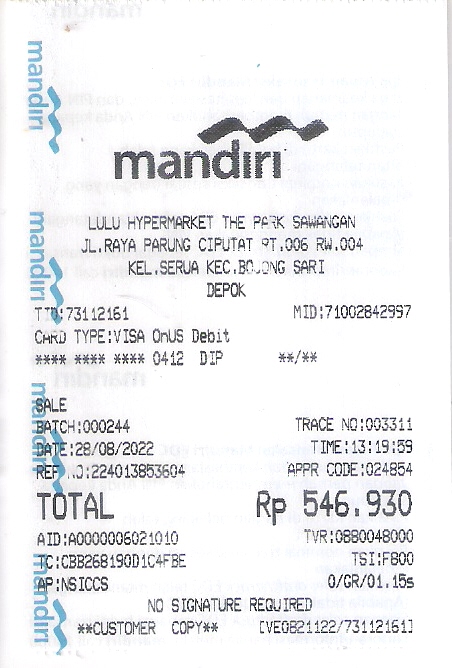 mandiri
LULU HYPERMARKET THE PARK SAWANGAN
JL.RAYA PARUNG CIPUTAT RT.006 RW.004
KEL.SERUA KEC.BOJONG SARI
DEPOK
TID:73112161 MID:71002842997
CARD TYPE:VISA OnUS Debit
**** **** **** 0412 DIP **/**
SALE
BATCH:000244 TRACE NO:003311
DATE:28/08/2022 TIME:13:19:59
REF NO:224013853604 APPR CODE:024854
TOTAL Rp 546.930
AID:A0000006021010 TVR:0880048000
TC:CBB268190D1C4FBE TSI:F800
AP:NSICCS 0/GR/01.15s
NO SIGNATURE REQUIRED
**CUSTOMER COPY** [VE0B21122/73112161]
mandiri
mandiri
mandiri
mandiri